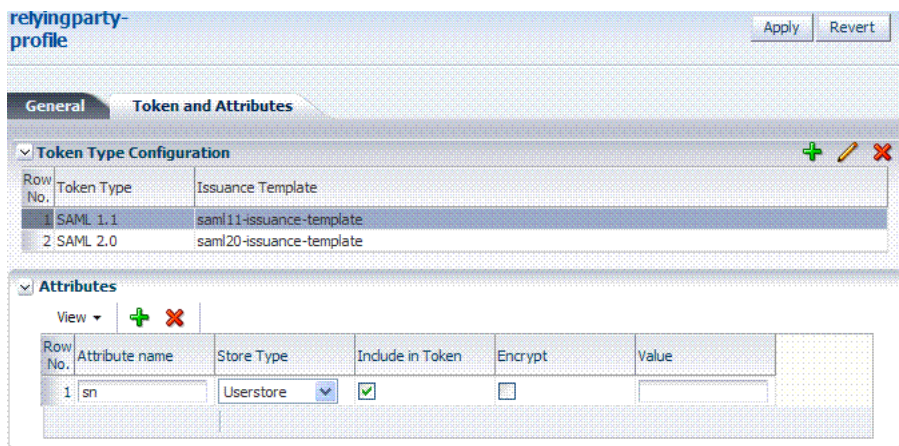 relyingparty-
profile
Apply Revert
General Token and Attributes
Token Type Configuration
Row No. Token Type Issuance Template
1 SAML 1.1 saml11-issuance-template
2 SAML 2.0 saml20-issuance-template
Attributes
View
Row No. Attribute name Store Type Include in Token Encrypt Value
1 sn Userstore